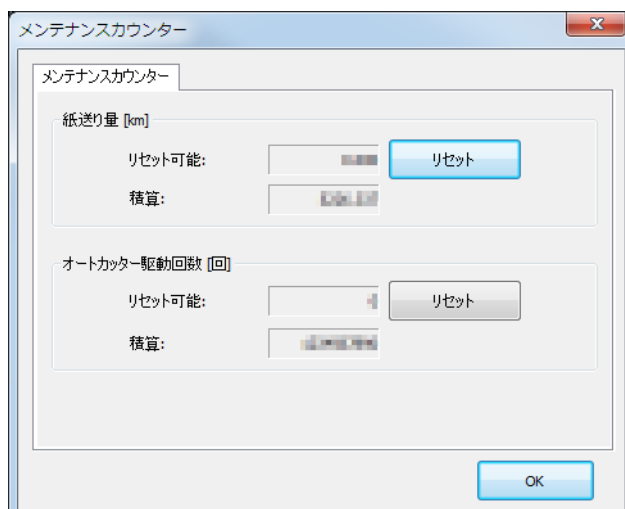 メンテナンスカウンター
メンテナンスカウンター
紙送り量 [km]
リセット可能:
リセット
積算:
オートカッター駆動回数 [回]
リセット可能:
リセット
積算:
OK